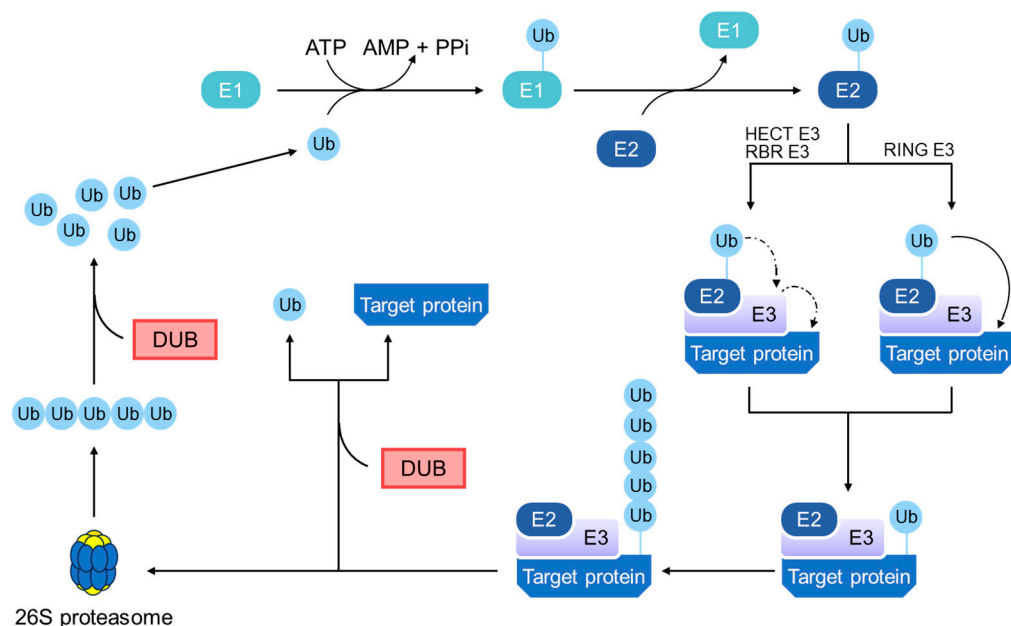 Ub
E1
ATP AMP + PPi
E1
Ub
E1
Ub
E2
Ub
E2
HECT E3
RBR E3
RING E3
Ub
Ub
Ub
Ub
Ub
Ub
E2
E3
Target protein
Ub
E2
E3
Target protein
Ub
Target protein
DUB
Ub Ub Ub Ub Ub
DUB
Ub
Ub
Ub
Ub
Ub
E2
E3
Target protein
E2
E3
Ub
Target protein
26S proteasome